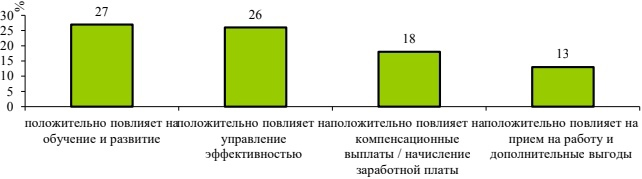 %
30
25
20
15
10
5
0
27
26
18
13
положительно повлияет на
обучение и развитие
положительно повлияет на
управление
эффективностью
положительно повлияет на
компенсационные
выплаты / начисление
заработной платы
положительно повлияет на
прием на работу и
дополнительные выгоды